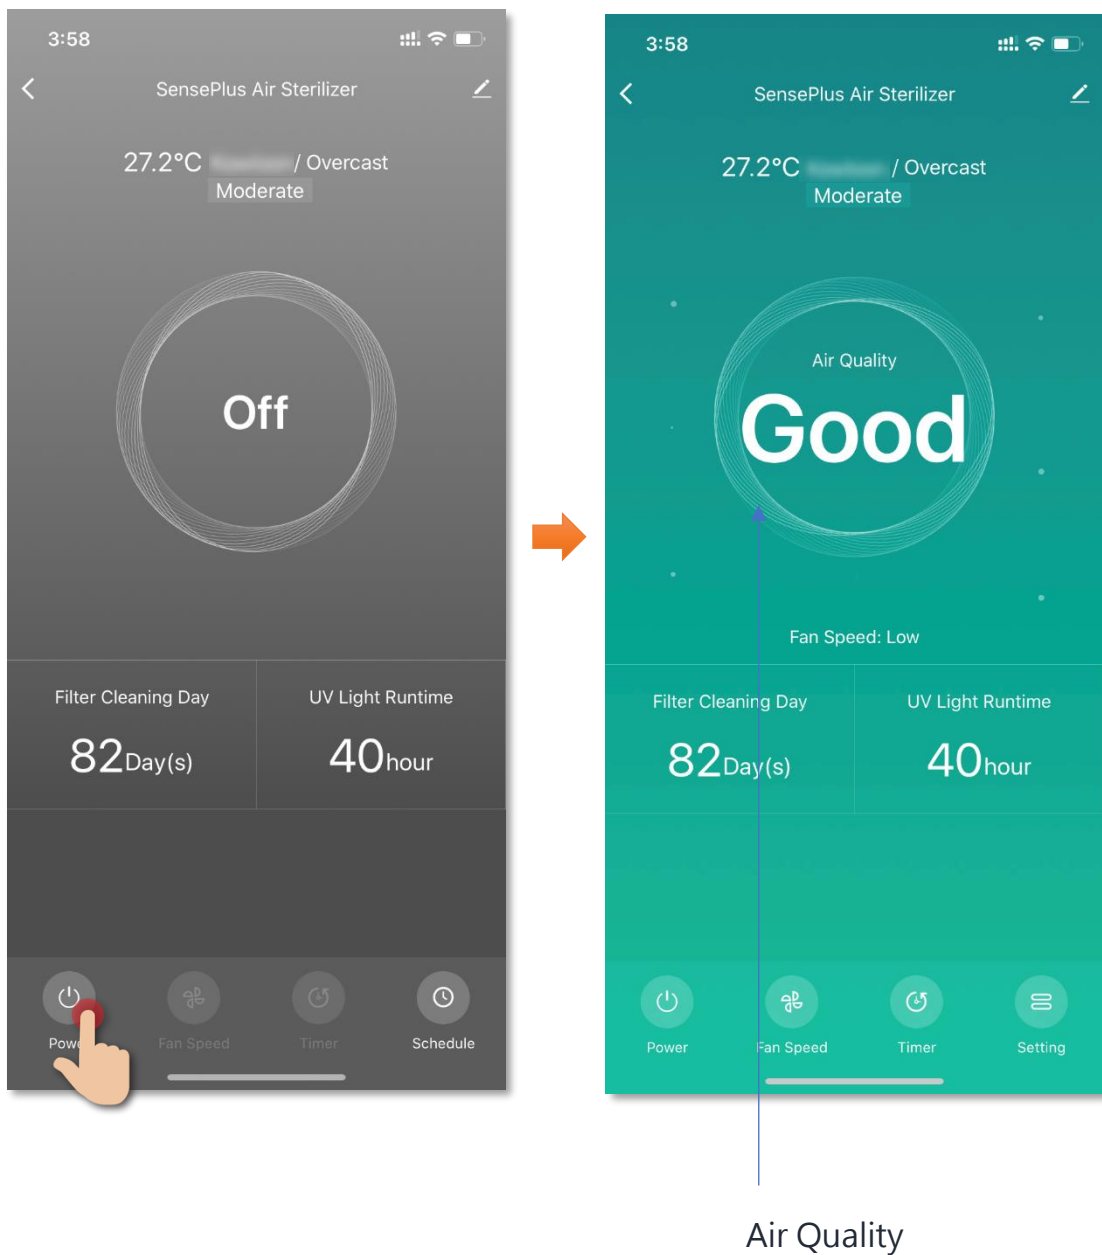 3:58
SensePlus Air Sterilizer
27.2°C / Overcast
Moderate
Off
Filter Cleaning Day
UV Light Runtime
82Day(s)
40hour
Power
Fan Speed
Timer
Schedule
3:58
SensePlus Air Sterilizer
27.2°C / Overcast
Moderate
Air Quality
Good
Fan Speed: Low
Filter Cleaning Day
UV Light Runtime
82Day(s)
40hour
Power
Fan Speed
Timer
Setting
Air Quality